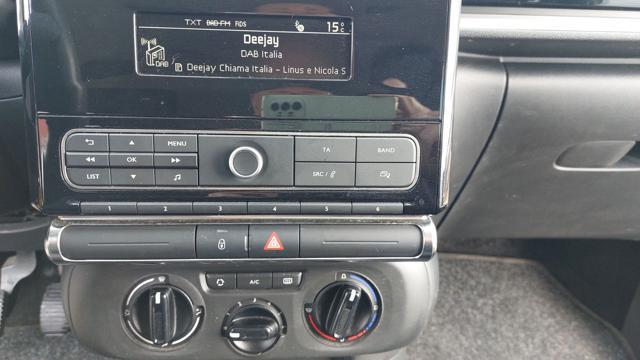 TXT DAB-FM RDS 15°C
Deejay
DAB Italia
DAB
Deejay Chiama Italia - Linus e Nicola S
MENU
OK
LIST
TA BAND
SRC /
1 2 3 4 5 6
A/C